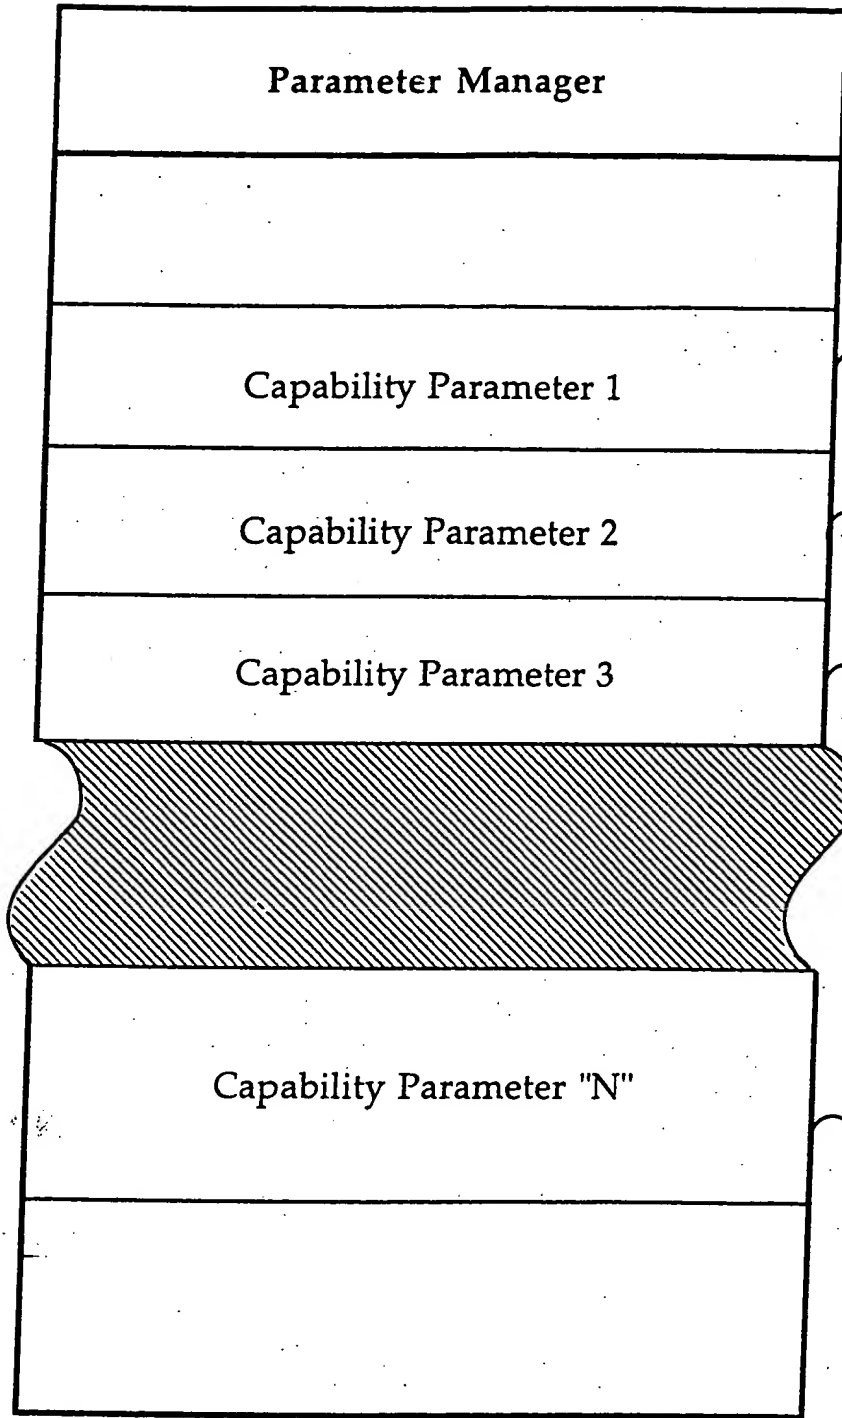 Parameter Manager
Capability Parameter 1
Capability Parameter 2
Capability Parameter 3
Capability Parameter "N"